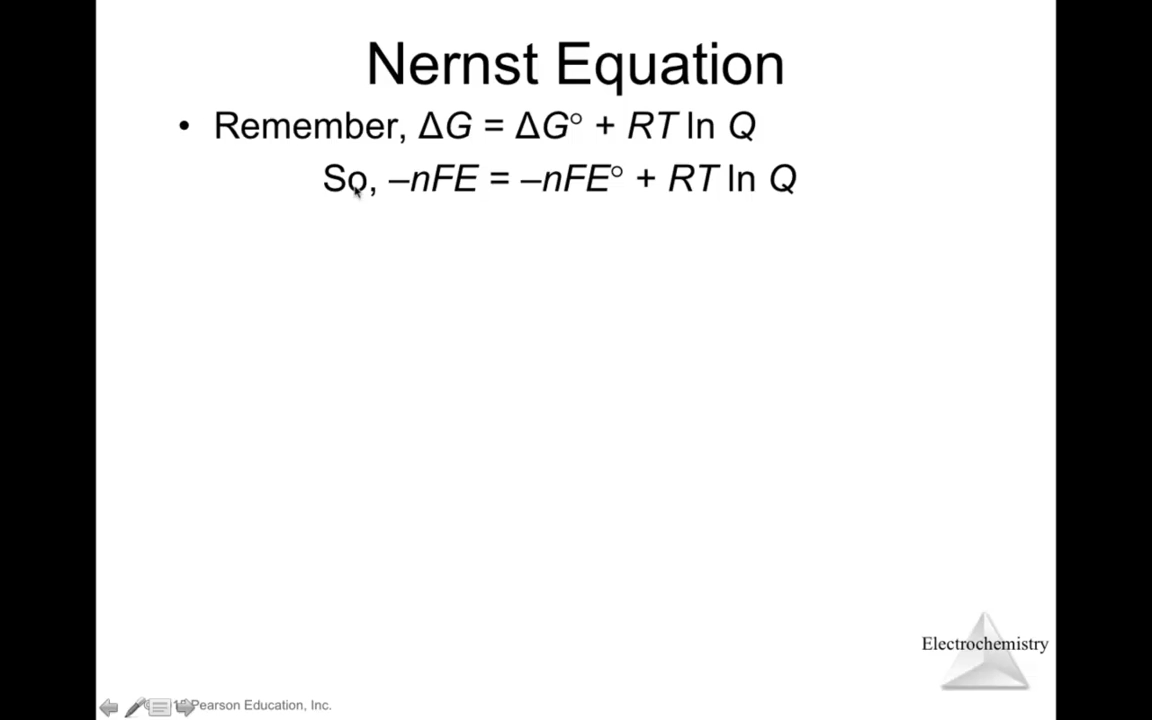 Nernst Equation
• Remember, ΔG = ΔG° + RT ln Q
So, –nFE = –nFE° + RT ln Q
Electrochemistry
Pearson Education, Inc.